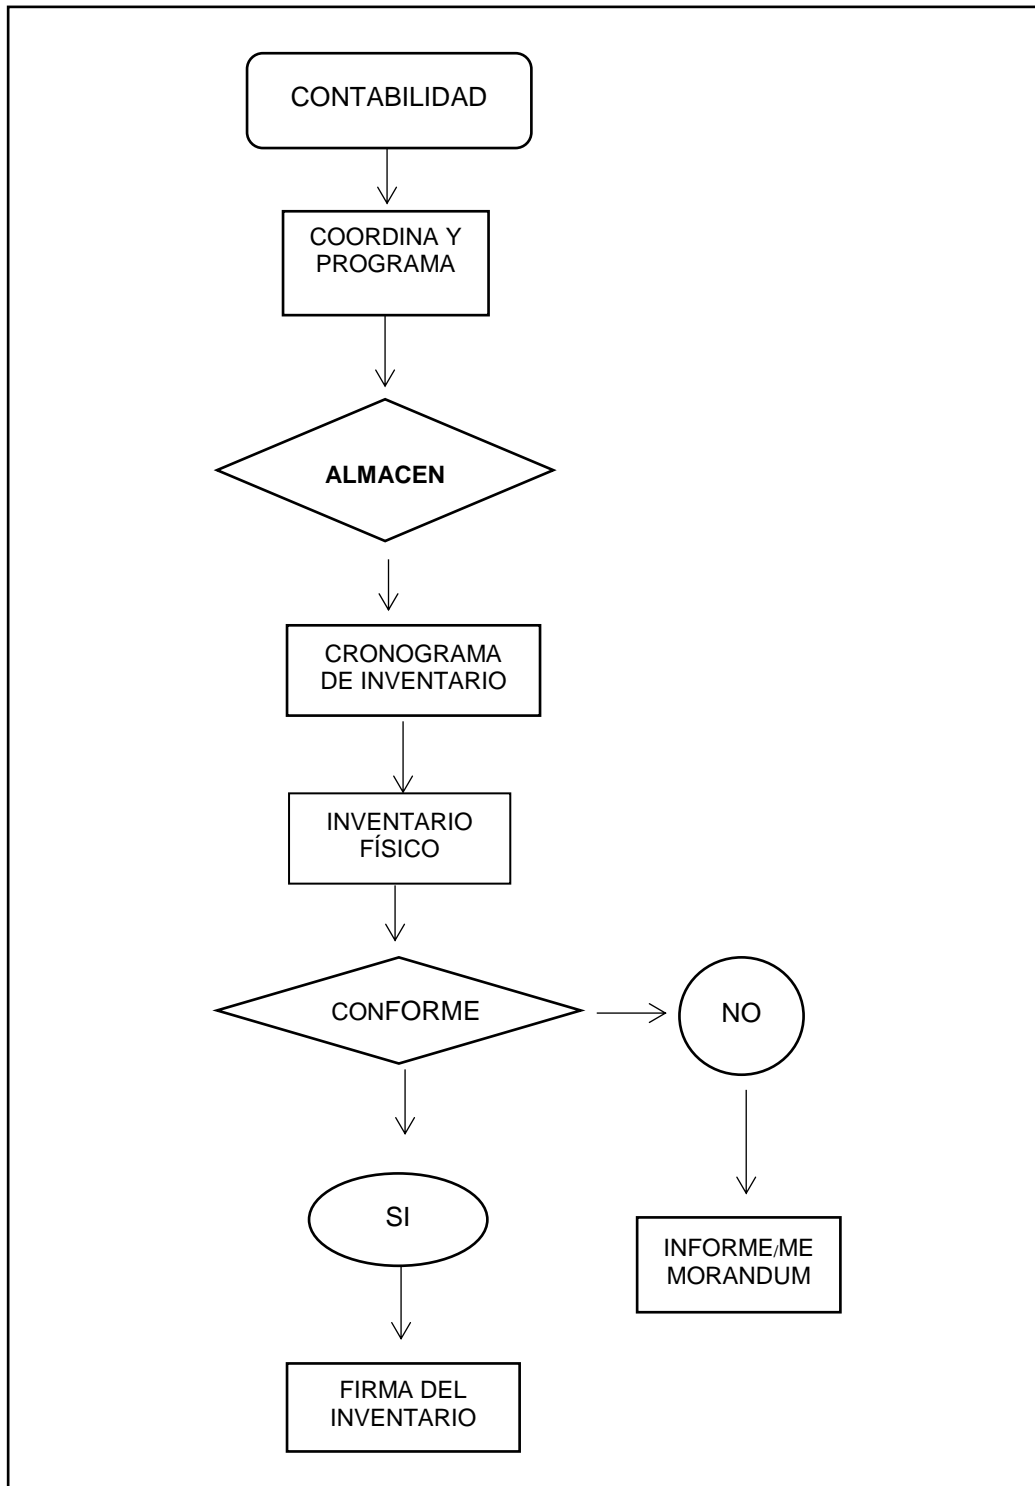 CONTABILIDAD
COORDINA Y
PROGRAMA
ALMACEN
CRONOGRAMA
DE INVENTARIO
INVENTARIO
FÍSICO
CONFORME
NO
SI
INFORME/ME
MORANDUM
FIRMA DEL
INVENTARIO